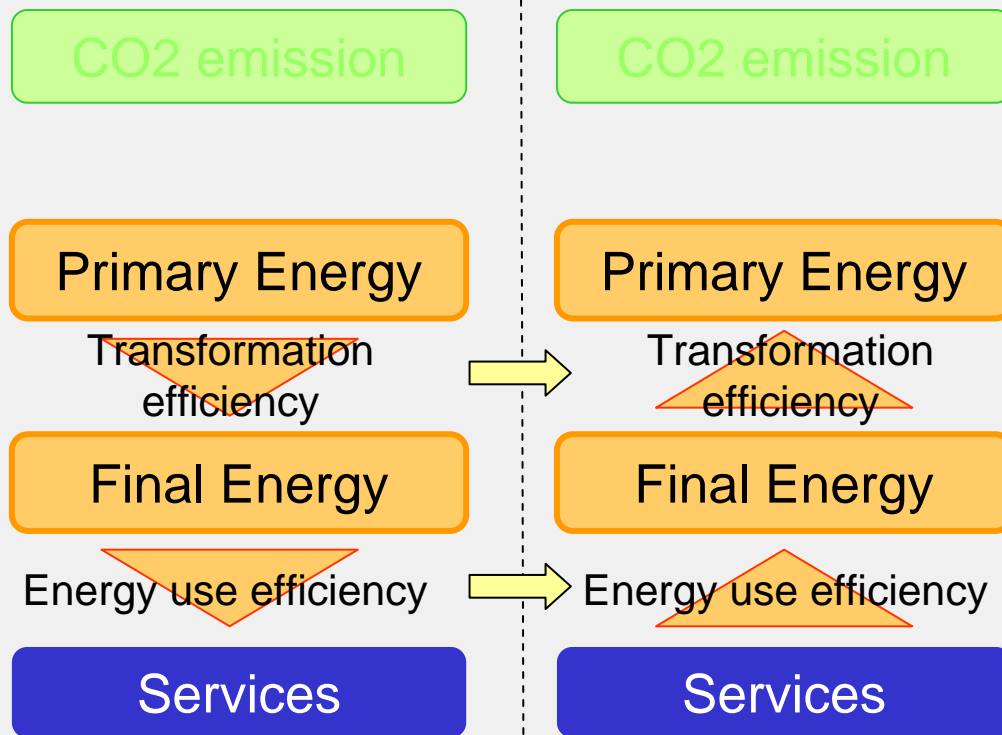 CO2 emission
Primary Energy
Transformation
efficiency
Final Energy
Energy use efficiency
Services
CO2 emission
Primary Energy
Transformation
efficiency
Final Energy
Energy use efficiency
Services